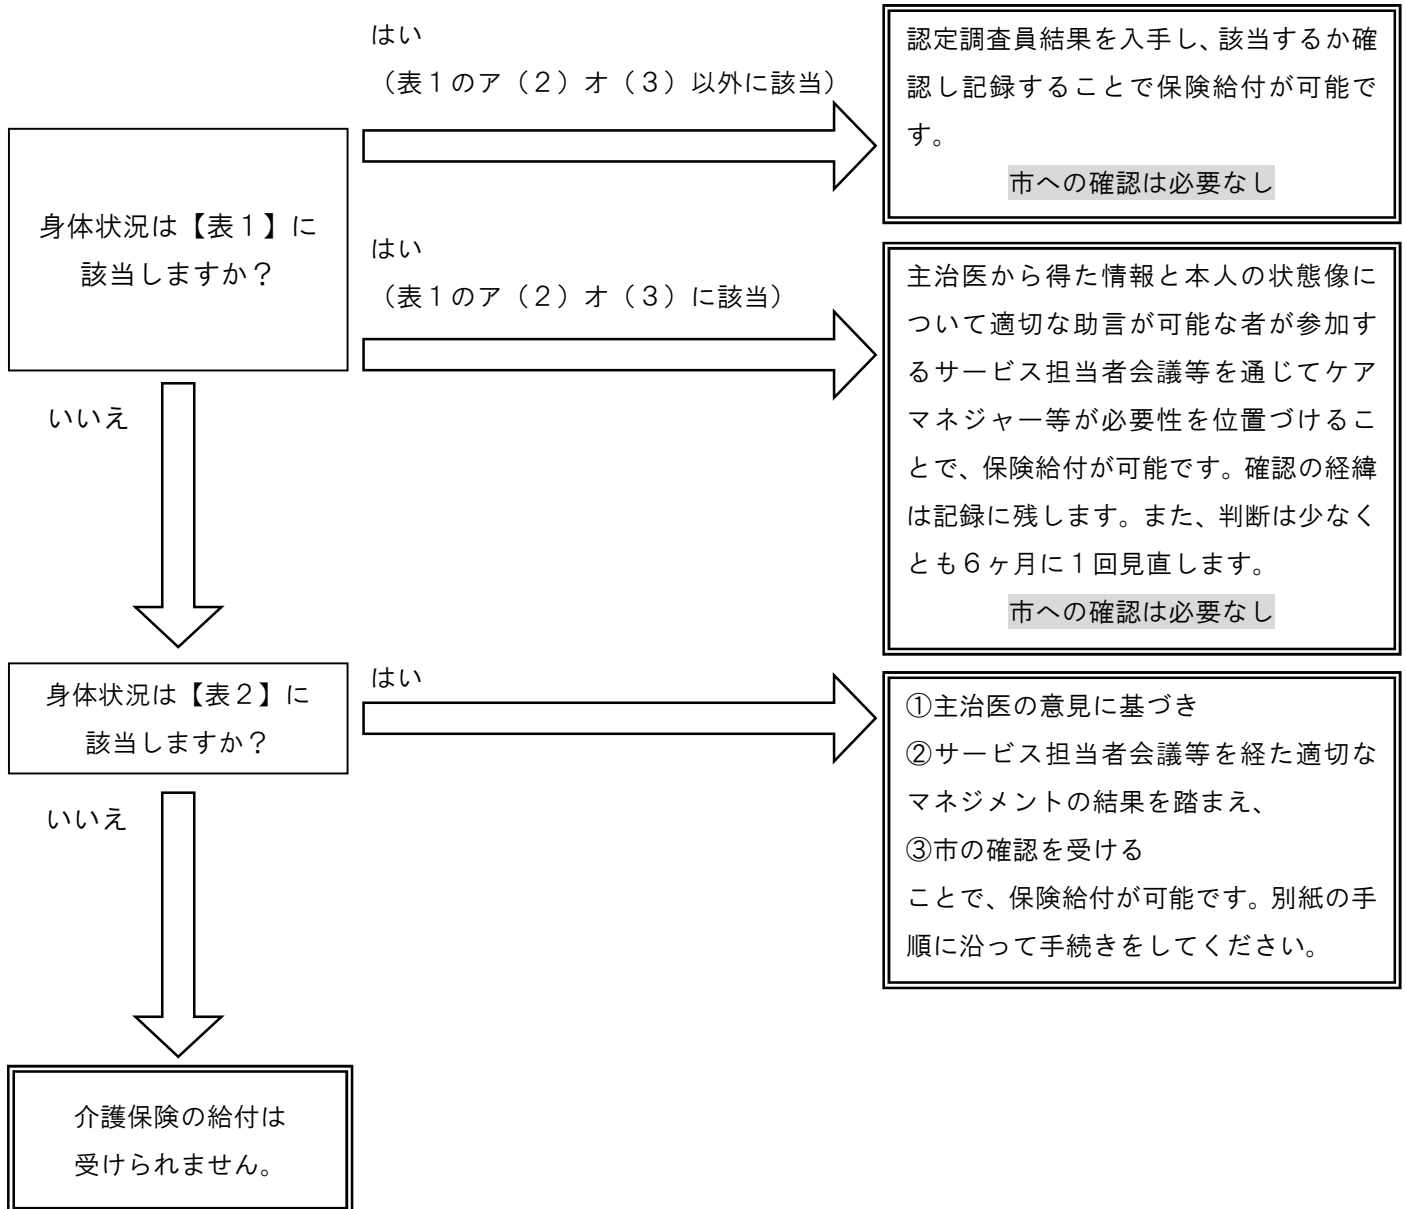 はい
（表１のア（２）オ（３）以外に該当）
認定調査員結果を入手し、該当するか確
認し記録することで保険給付が可能で
す。
市への確認は必要なし
身体状況は【表１】に
該当しますか？
はい
（表１のア（２）オ（３）に該当）
主治医から得た情報と本人の状態像に
ついて適切な助言が可能な者が参加す
るサービス担当者会議等を通じてケア
マネジャー等が必要性を位置づけるこ
とで、保険給付が可能です。確認の経緯
は記録に残します。また、判断は少なく
とも６ヶ月に１回見直します。
市への確認は必要なし
いいえ
身体状況は【表２】に
該当しますか？
はい
①主治医の意見に基づき
②サービス担当者会議等を経た適切な
マネジメントの結果を踏まえ、
③市の確認を受ける
ことで、保険給付が可能です。別紙の手
順に沿って手続きをしてください。
いいえ
介護保険の給付は
受けられません。